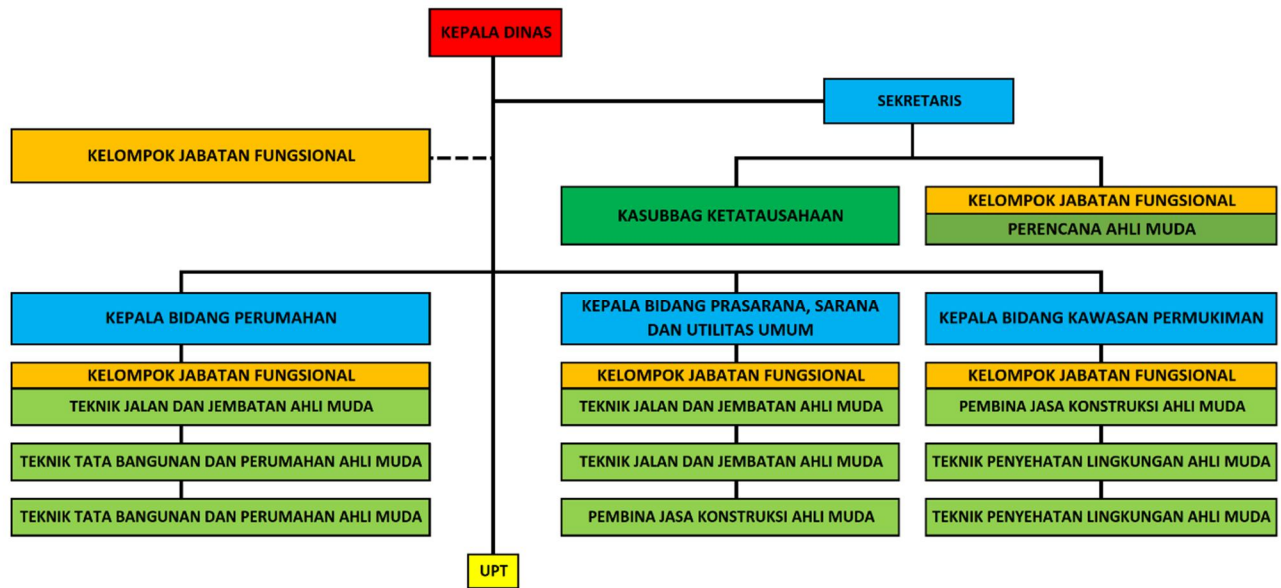 KEPALA DINAS
SEKRETARIS
KELOMPOK JABATAN FUNGSIONAL
KASUBBAG KETATAUSAHAAN
KELOMPOK JABATAN FUNGSIONAL
PERENCANA AHLI MUDA
KEPALA BIDANG PERUMAHAN
KELOMPOK JABATAN FUNGSIONAL
TEKNIK JALAN DAN JEMBATAN AHLI MUDA
TEKNIK TATA BANGUNAN DAN PERUMAHAN AHLI MUDA
TEKNIK TATA BANGUNAN DAN PERUMAHAN AHLI MUDA
KEPALA BIDANG PRASARANA, SARANA
DAN UTILITAS UMUM
KELOMPOK JABATAN FUNGSIONAL
TEKNIK JALAN DAN JEMBATAN AHLI MUDA
TEKNIK JALAN DAN JEMBATAN AHLI MUDA
PEMBINA JASA KONSTRUKSI AHLI MUDA
KEPALA BIDANG KAWASAN PERMUKIMAN
KELOMPOK JABATAN FUNGSIONAL
PEMBINA JASA KONSTRUKSI AHLI MUDA
TEKNIK PENYEHATAN LINGKUNGAN AHLI MUDA
TEKNIK PENYEHATAN LINGKUNGAN AHLI MUDA
UPT